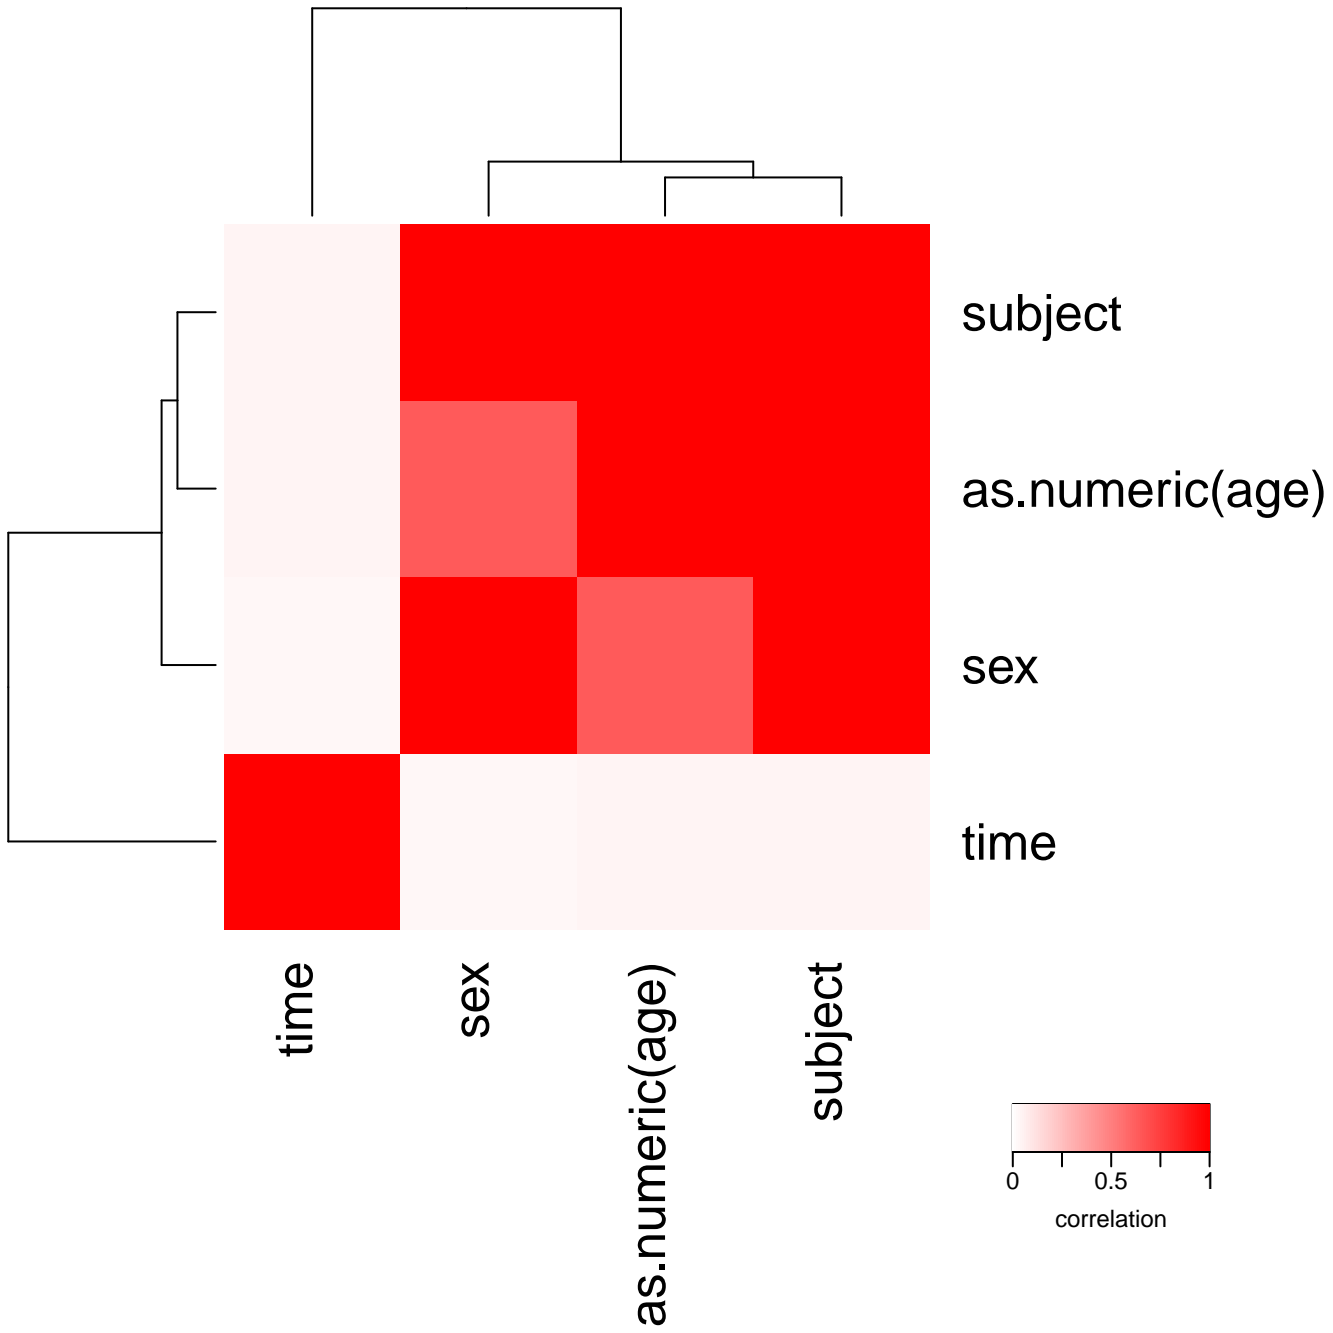 subject
as.numeric(age)
sex
time
time
sex
as.numeric(age)
subject
0 0.5 1
correlation